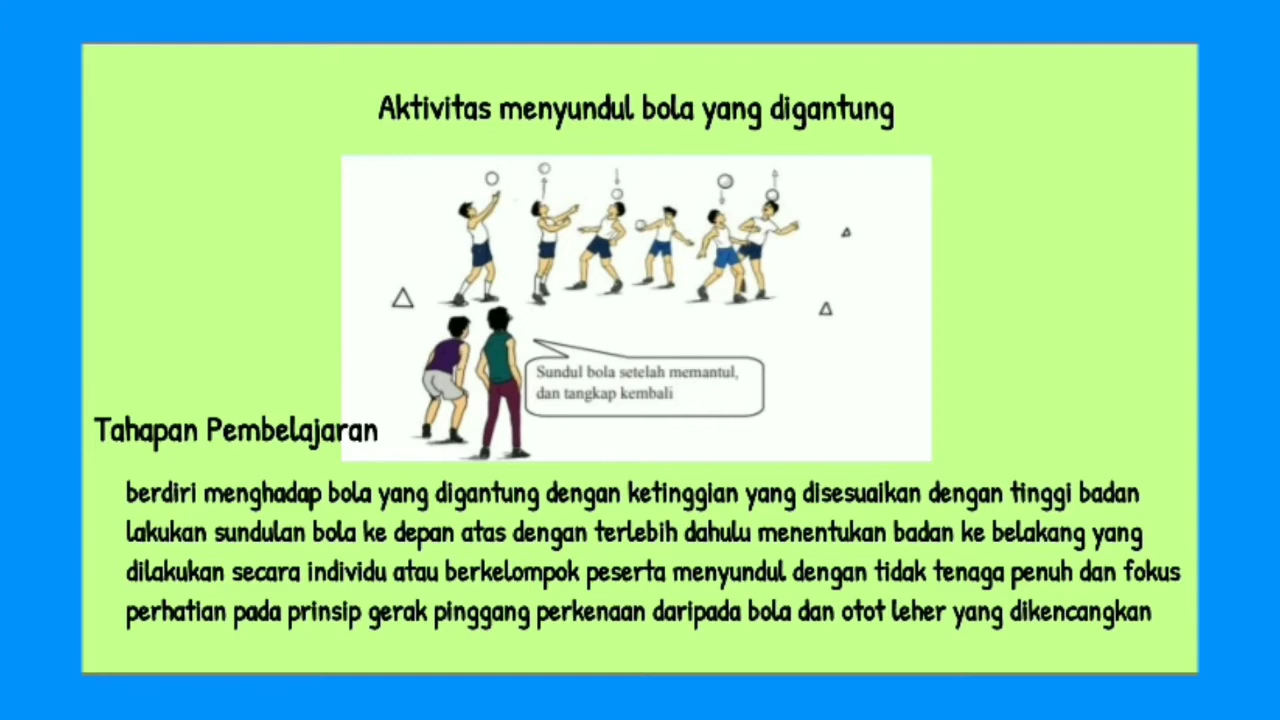 Aktivitas menyundul bola yang digantung
Sundul bola setelah memantul,
dan tangkap kembali
Tahapan Pembelajaran
berdiri menghadap bola yang digantung dengan ketinggian yang disesuaikan dengan tinggi badan
lakukan sundulan bola ke depan atas dengan terlebih dahulu menentukan badan ke belakang yang
dilakukan secara individu atau berkelompok peserta menyundul dengan tidak tenaga penuh dan fokus
perhatian pada prinsip gerak pinggang perkenaan daripada bola dan otot leher yang dikencangkan